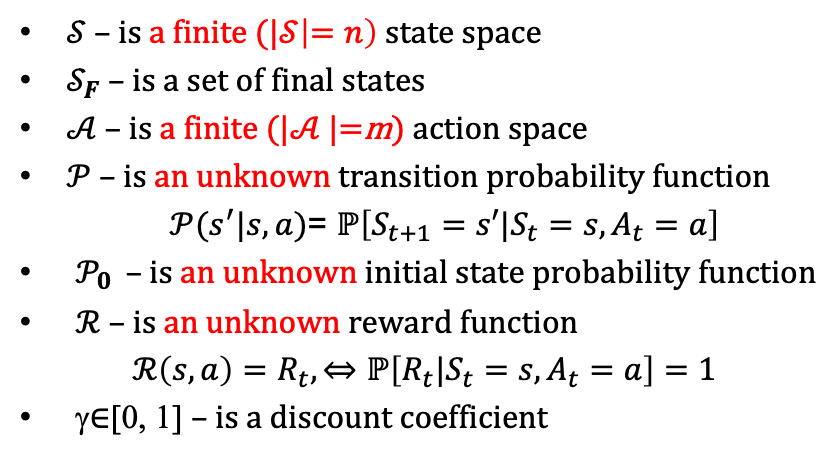 • 𝒮 – is a finite (|𝒮|= n) state space
• 𝒮_F – is a set of final states
• 𝒜 – is a finite (|𝒜 |=m) action space
• 𝒫 – is an unknown transition probability function
𝒫(s′|s, a)= ℙ[S_{t+1} = s′|S_t = s, A_t = a]
• 𝒫_0 – is an unknown initial state probability function
• ℛ – is an unknown reward function
ℛ(s, a) = R_t, ⇔ ℙ[R_t|S_t = s, A_t = a] = 1
• γ∈[0, 1] – is a discount coefficient